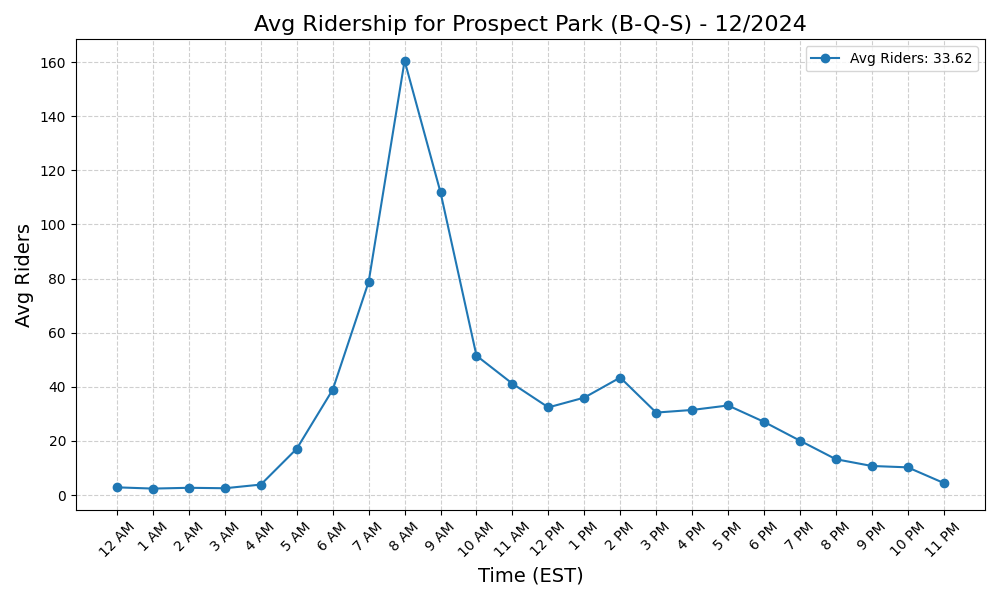 Avg Ridership for Prospect Park (B-Q-S) - 12/2024
Avg Riders: 33.62
Avg Riders
160
140
120
100
80
60
40
20
0
12 AM
1 AM
2 AM
3 AM
4 AM
5 AM
6 AM
7 AM
8 AM
9 AM
10 AM
11 AM
12 PM
1 PM
2 PM
3 PM
4 PM
5 PM
6 PM
7 PM
8 PM
9 PM
10 PM
11 PM
Time (EST)